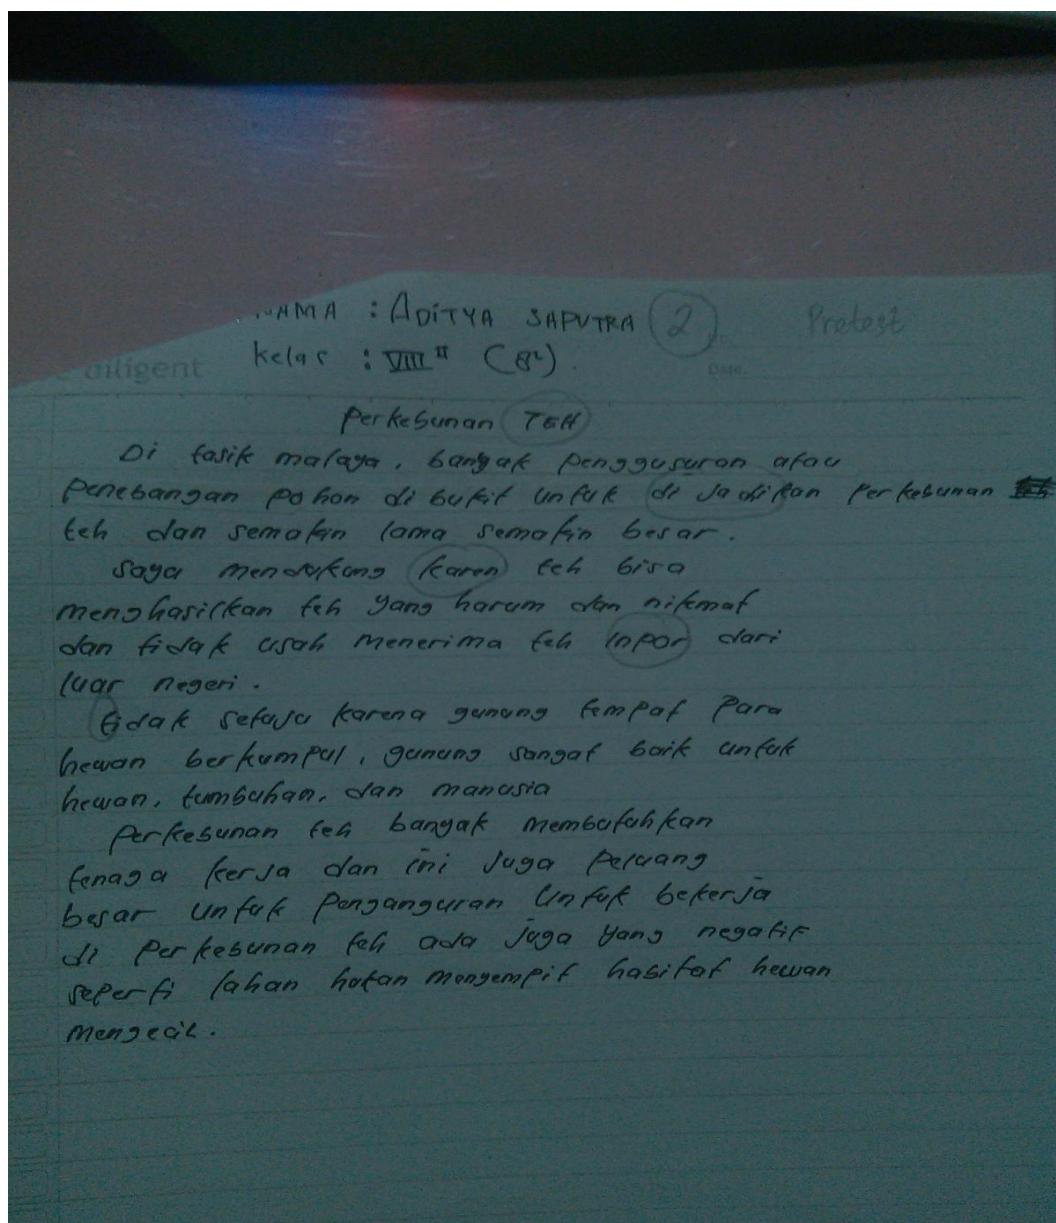 NAMA : ADiTYA SAPUTRA 2 Pretest
diligent kelas : VIII II (8²).
Date.
Perkebunan TEH
Di tasik malaya, banyak penggusuran atau
penebangan pohon di bukit untuk di jadikan perkebunan
teh dan semakin lama semakin besar.
saya mendukung karen teh bisa
menghasilkan teh yang harum dan nikmat
dan tidak usah menerima teh inpor dari
luar negeri.
tidak setuju karena gunung tempat para
hewan berkumpul, gunung sangat baik untuk
hewan, tumbuhan, dan manusia
perkebunan teh banyak membutuhkan
tenaga kerja dan ini juga peluang
besar untuk penganguran untuk bekerja
di perkebunan teh ada juga yang negatif
seperti lahan hutan mengempit habitat hewan
mengecil.